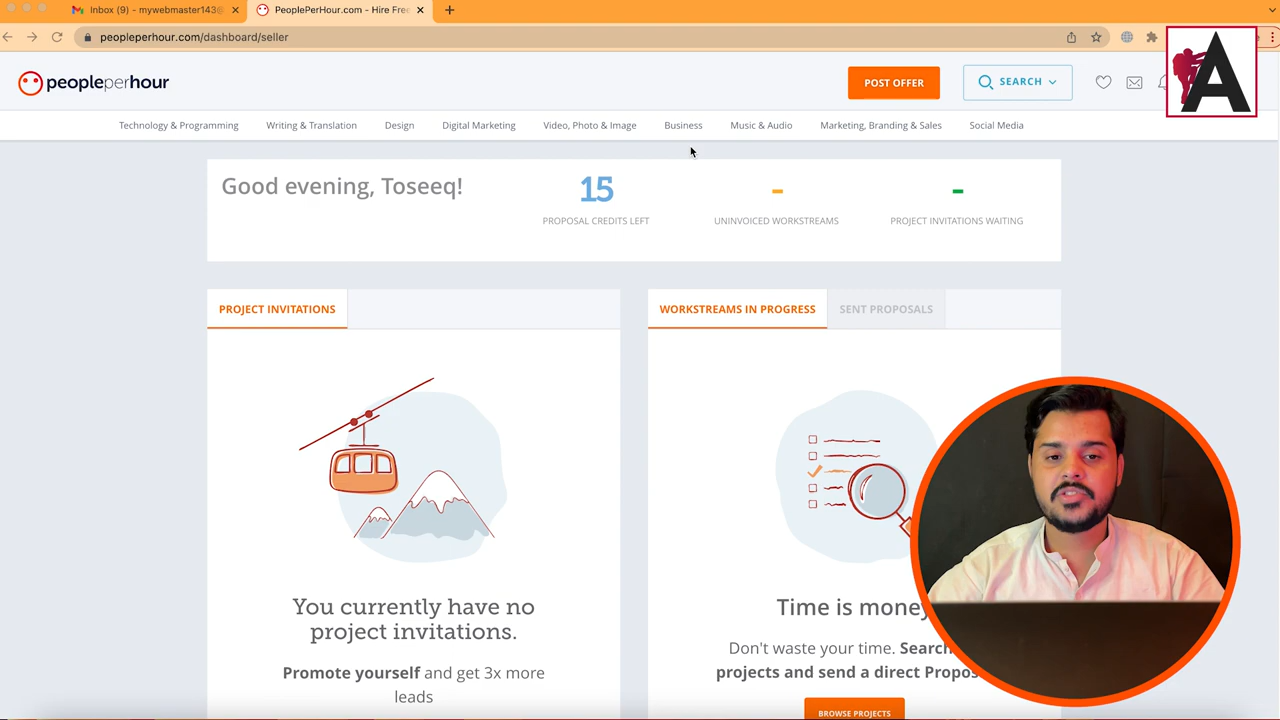 Inbox (9) - mywebmaster143@
PeoplePerHour.com - Hire Fre
peopleperhour.com/dashboard/seller
peopleperhour
POST OFFER
SEARCH
A
Technology & Programming
Writing & Translation
Design
Digital Marketing
Video, Photo & Image
Business
Music & Audio
Marketing, Branding & Sales
Social Media
Good evening, Toseeq!
15
-
-
PROPOSAL CREDITS LEFT
UNINVOICED WORKSTREAMS
PROJECT INVITATIONS WAITING
PROJECT INVITATIONS
WORKSTREAMS IN PROGRESS
SENT PROPOSALS
You currently have no
project invitations.
Promote yourself and get 3x more
leads
Time is money
Don't waste your time. Search
projects and send a direct Propos
BROWSE PROJECTS